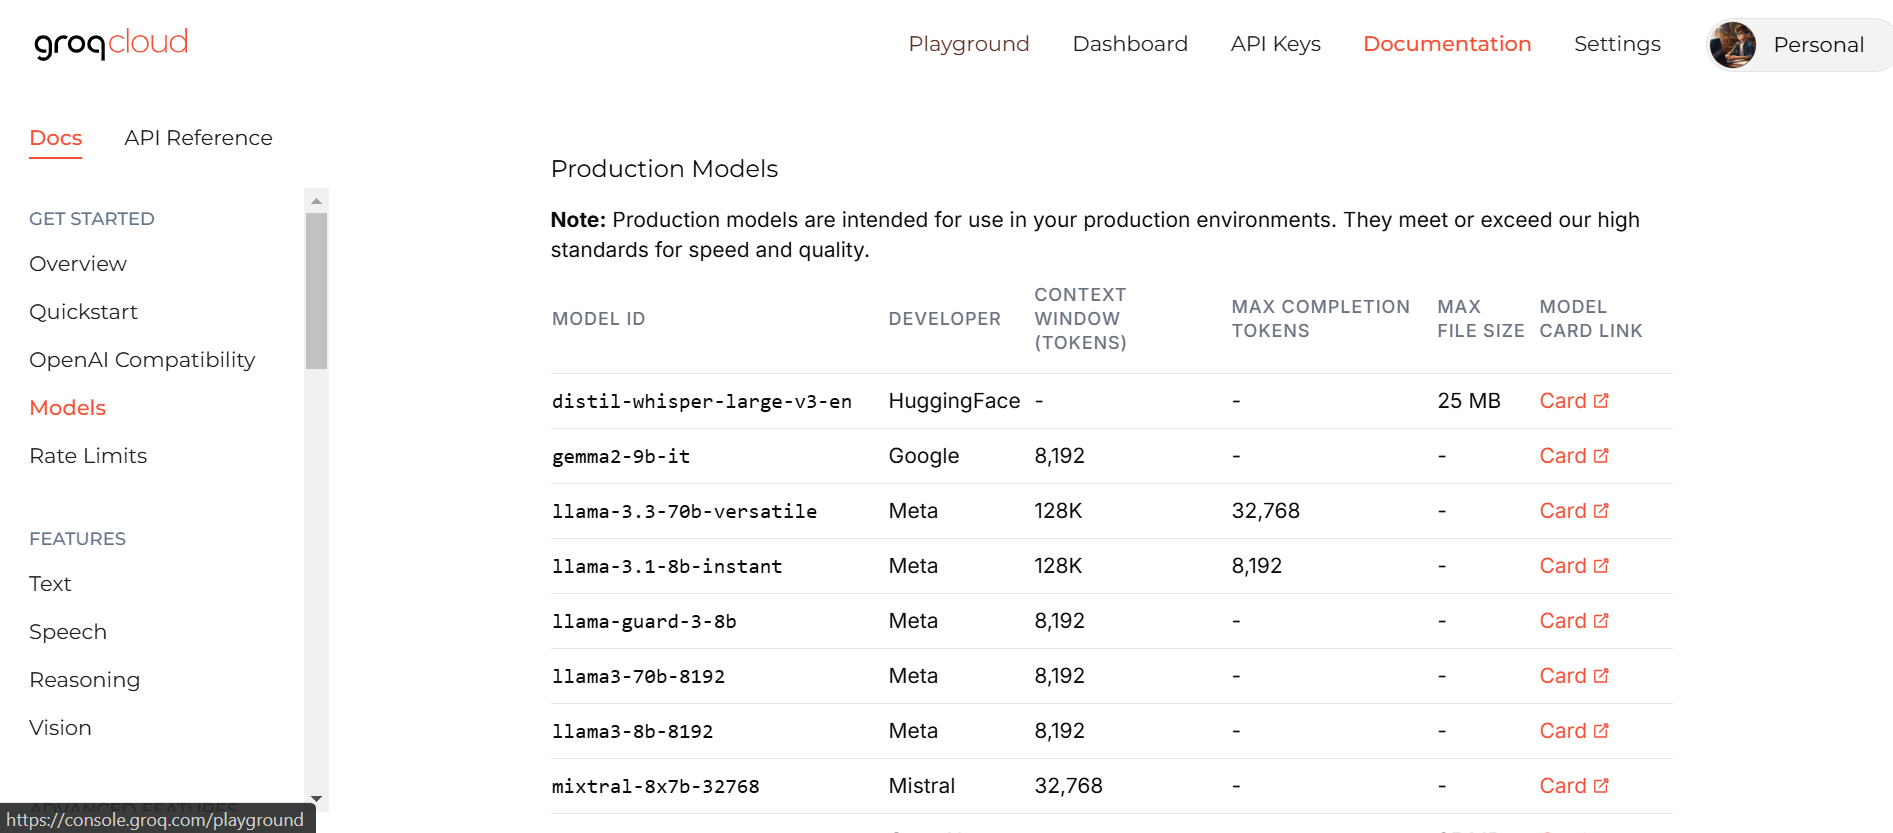 groqcloud
Playground Dashboard API Keys Documentation Settings Personal
Docs API Reference
GET STARTED
Overview
Quickstart
OpenAI Compatibility
Models
Rate Limits
FEATURES
Text
Speech
Reasoning
Vision
ADVANCED FEATURES
https://console.groq.com/playground
Production Models
Note: Production models are intended for use in your production environments. They meet or exceed our high
standards for speed and quality.
MODEL ID DEVELOPER CONTEXT WINDOW (TOKENS) MAX COMPLETION TOKENS MAX FILE SIZE MODEL CARD LINK
distil-whisper-large-v3-en HuggingFace - - 25 MB Card
gemma2-9b-it Google 8,192 - - Card
llama-3.3-70b-versatile Meta 128K 32,768 - Card
llama-3.1-8b-instant Meta 128K 8,192 - Card
llama-guard-3-8b Meta 8,192 - - Card
llama3-70b-8192 Meta 8,192 - - Card
llama3-8b-8192 Meta 8,192 - - Card
mixtral-8x7b-32768 Mistral 32,768 - - Card